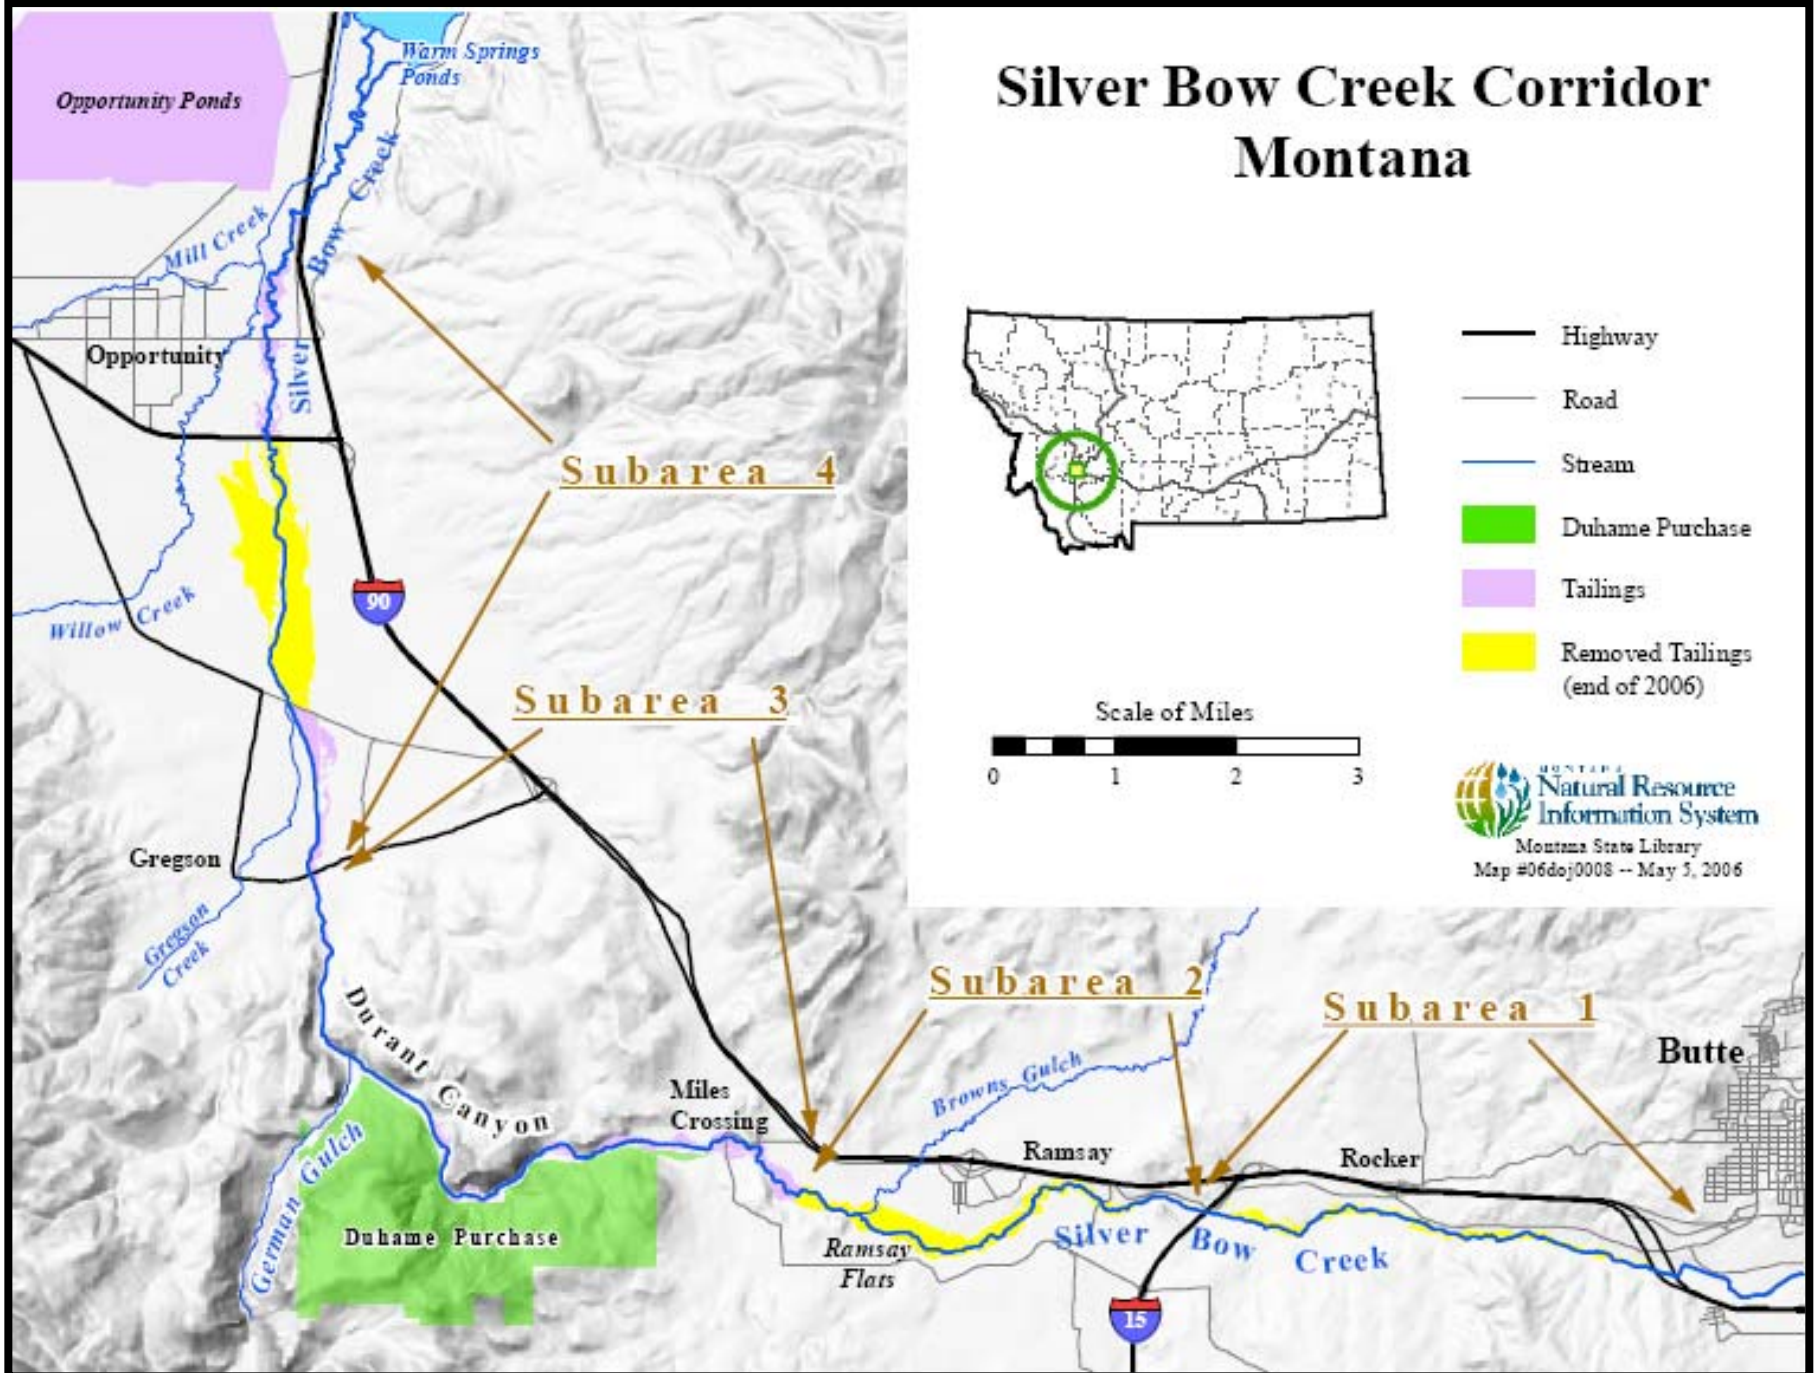 Silver Bow Creek Corridor
Montana
Warm Springs
Ponds
Opportunity Ponds
Silver Bow Creek
Mill Creek
Opportunity
Subarea 4
90
Willow Creek
Subarea 3
Gregson
Gregson
Creek
Durant Canyon
Miles
Crossing
German Gulch
Duhame Purchase
Subarea 2
Subarea 1
Butte
Browns Gulch
Ramsay
Rocker
Ramsay
Flats
Silver Bow Creek
15
Highway
Road
Stream
Duhame Purchase
Tailings
Removed Tailings
(end of 2006)
Scale of Miles
0 1 2 3
MONTANA
Natural Resource
Information System
Montana State Library
Map #06doj0008 -- May 5, 2006